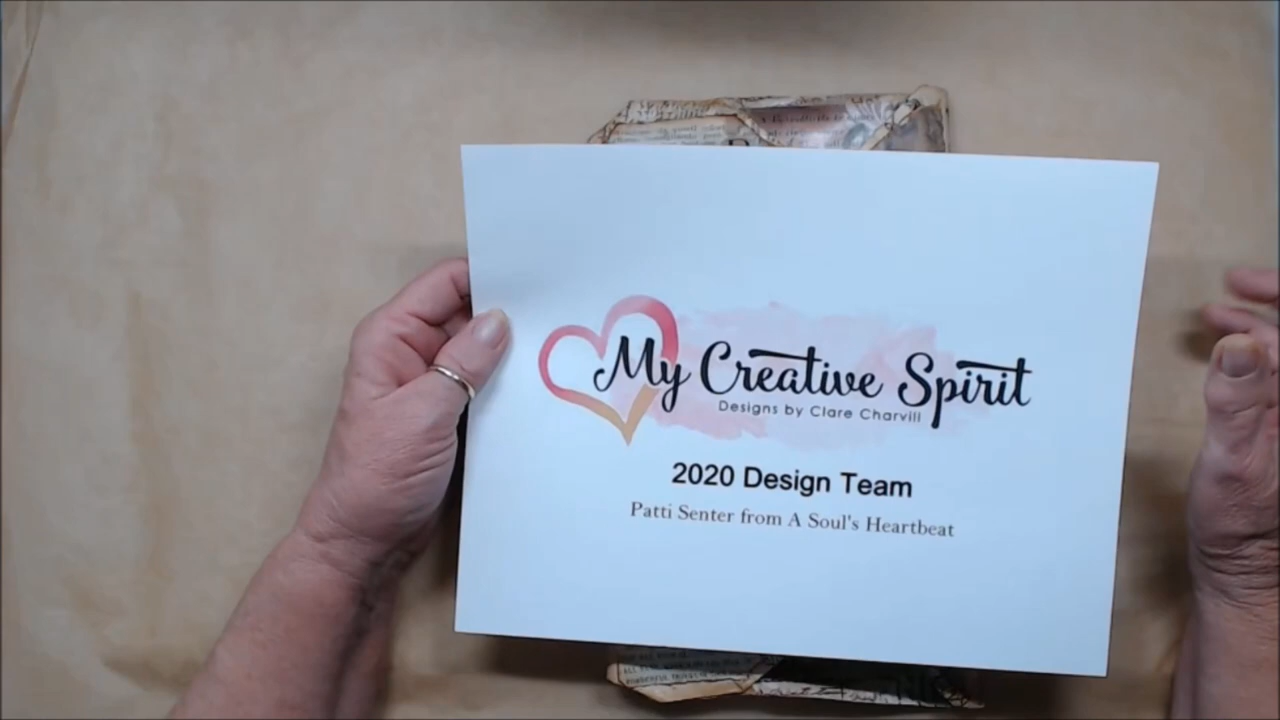 My Creative Spirit
Designs by Clare Charvill
2020 Design Team
Patti Senter from A Soul's Heartbeat